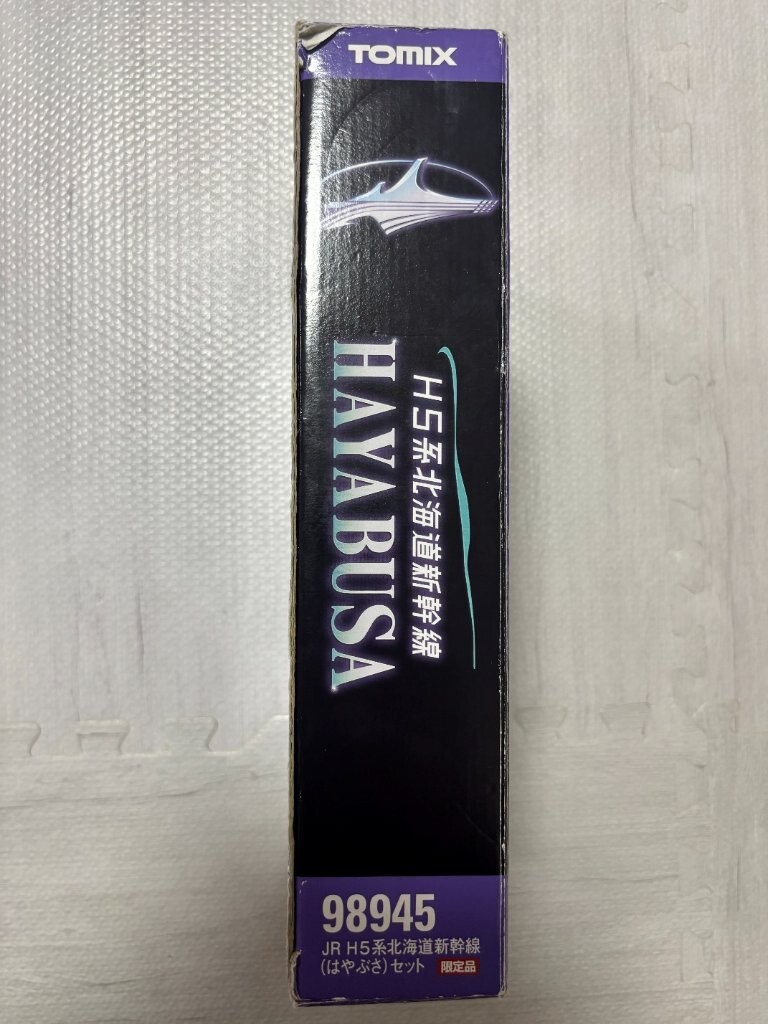 TOMIX
H5系北海道新幹線
HAYABUSA
98945
JR H5系北海道新幹線
(はやぶさ)セット 限定品